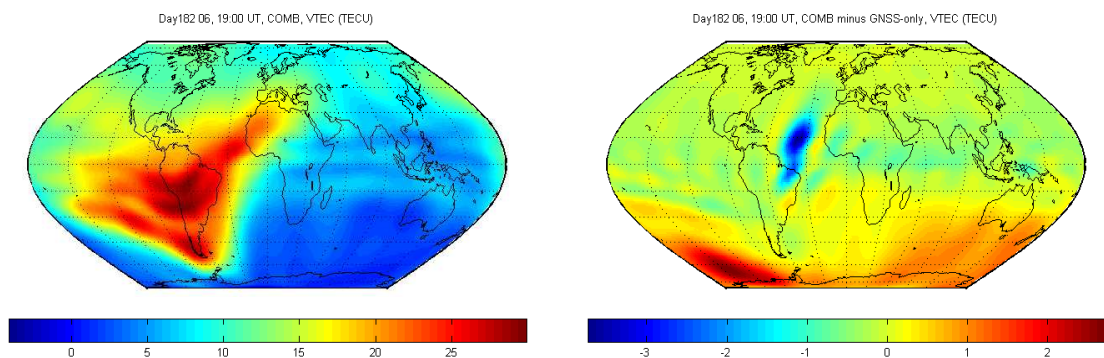 Day182 06, 19:00 UT, COMB, VTEC (TECU)
0 5 10 15 20 25
Day182 06, 19:00 UT, COMB minus GNSS-only, VTEC (TECU)
-3 -2 -1 0 1 2